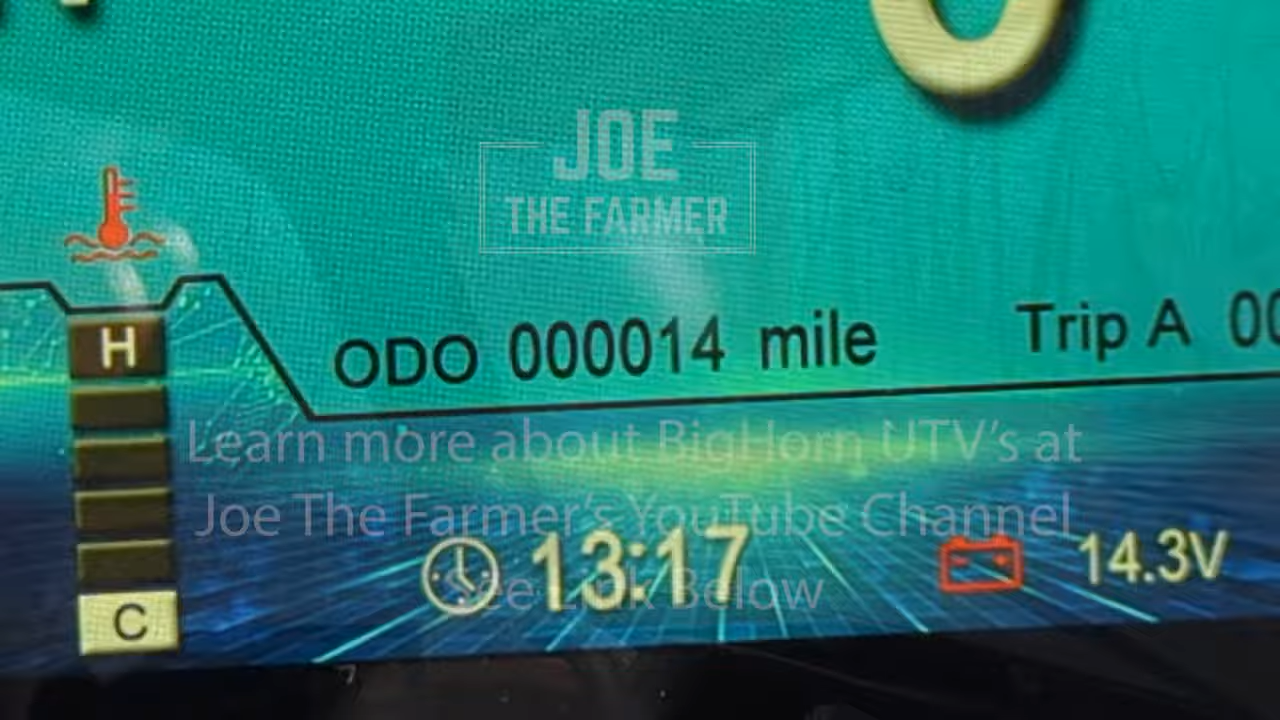 JOE
THE FARMER
H
ODO 000014 mile Trip A 00
Learn more about BigHorn UTV's at
Joe The Farmer's YouTube Channel
13:17 14.3V
See Link Below
C